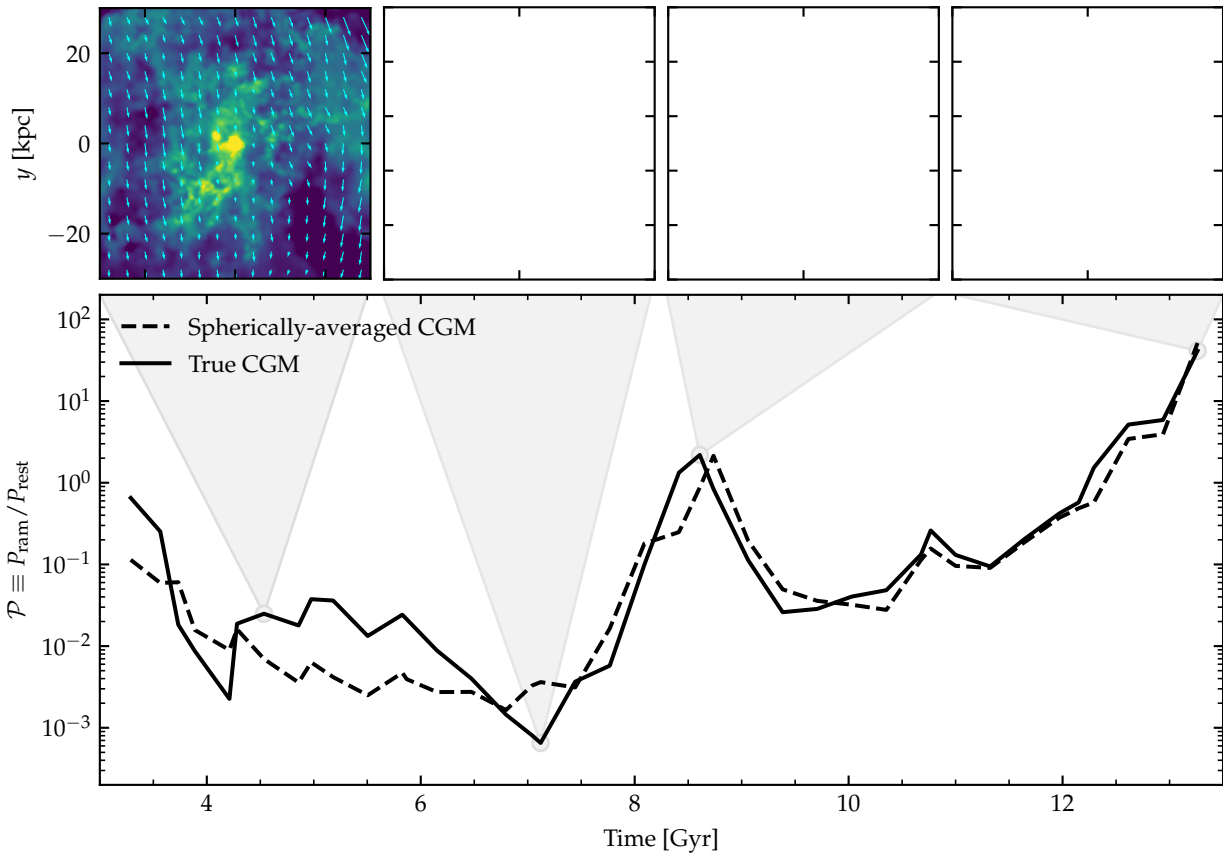 20
0
−20
y [kpc]
10²
10¹
10⁰
10⁻¹
10⁻²
10⁻³
𝒫 ≡ P_ram / P_rest
Spherically-averaged CGM
True CGM
4 6 8 10 12
Time [Gyr]